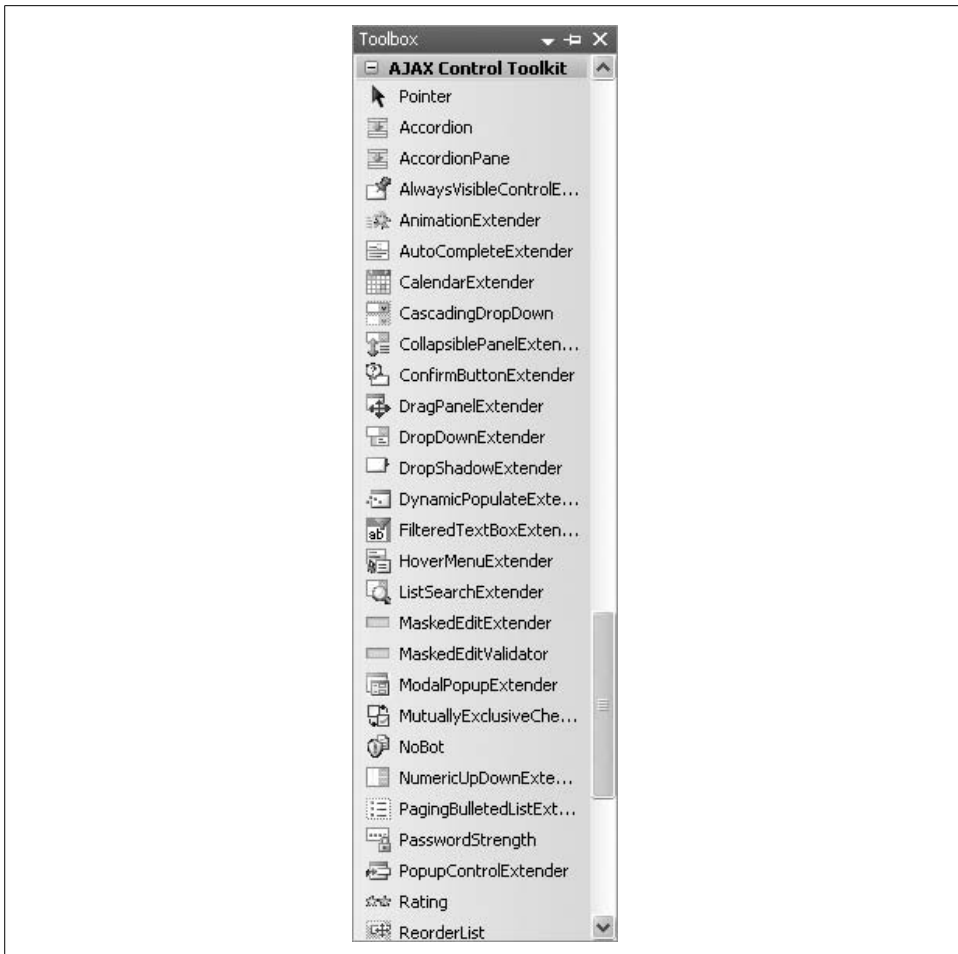 Toolbox
AJAX Control Toolkit
Pointer
Accordion
AccordionPane
AlwaysVisibleControlE...
AnimationExtender
AutoCompleteExtender
CalendarExtender
CascadingDropDown
CollapsiblePanelExten...
ConfirmButtonExtender
DragPanelExtender
DropDownExtender
DropShadowExtender
DynamicPopulateExte...
FilteredTextBoxExten...
HoverMenuExtender
ListSearchExtender
MaskedEditExtender
MaskedEditValidator
ModalPopupExtender
MutuallyExclusiveChe...
NoBot
NumericUpDownExte...
PagingBulletedListExt...
PasswordStrength
PopupControlExtender
Rating
ReorderList